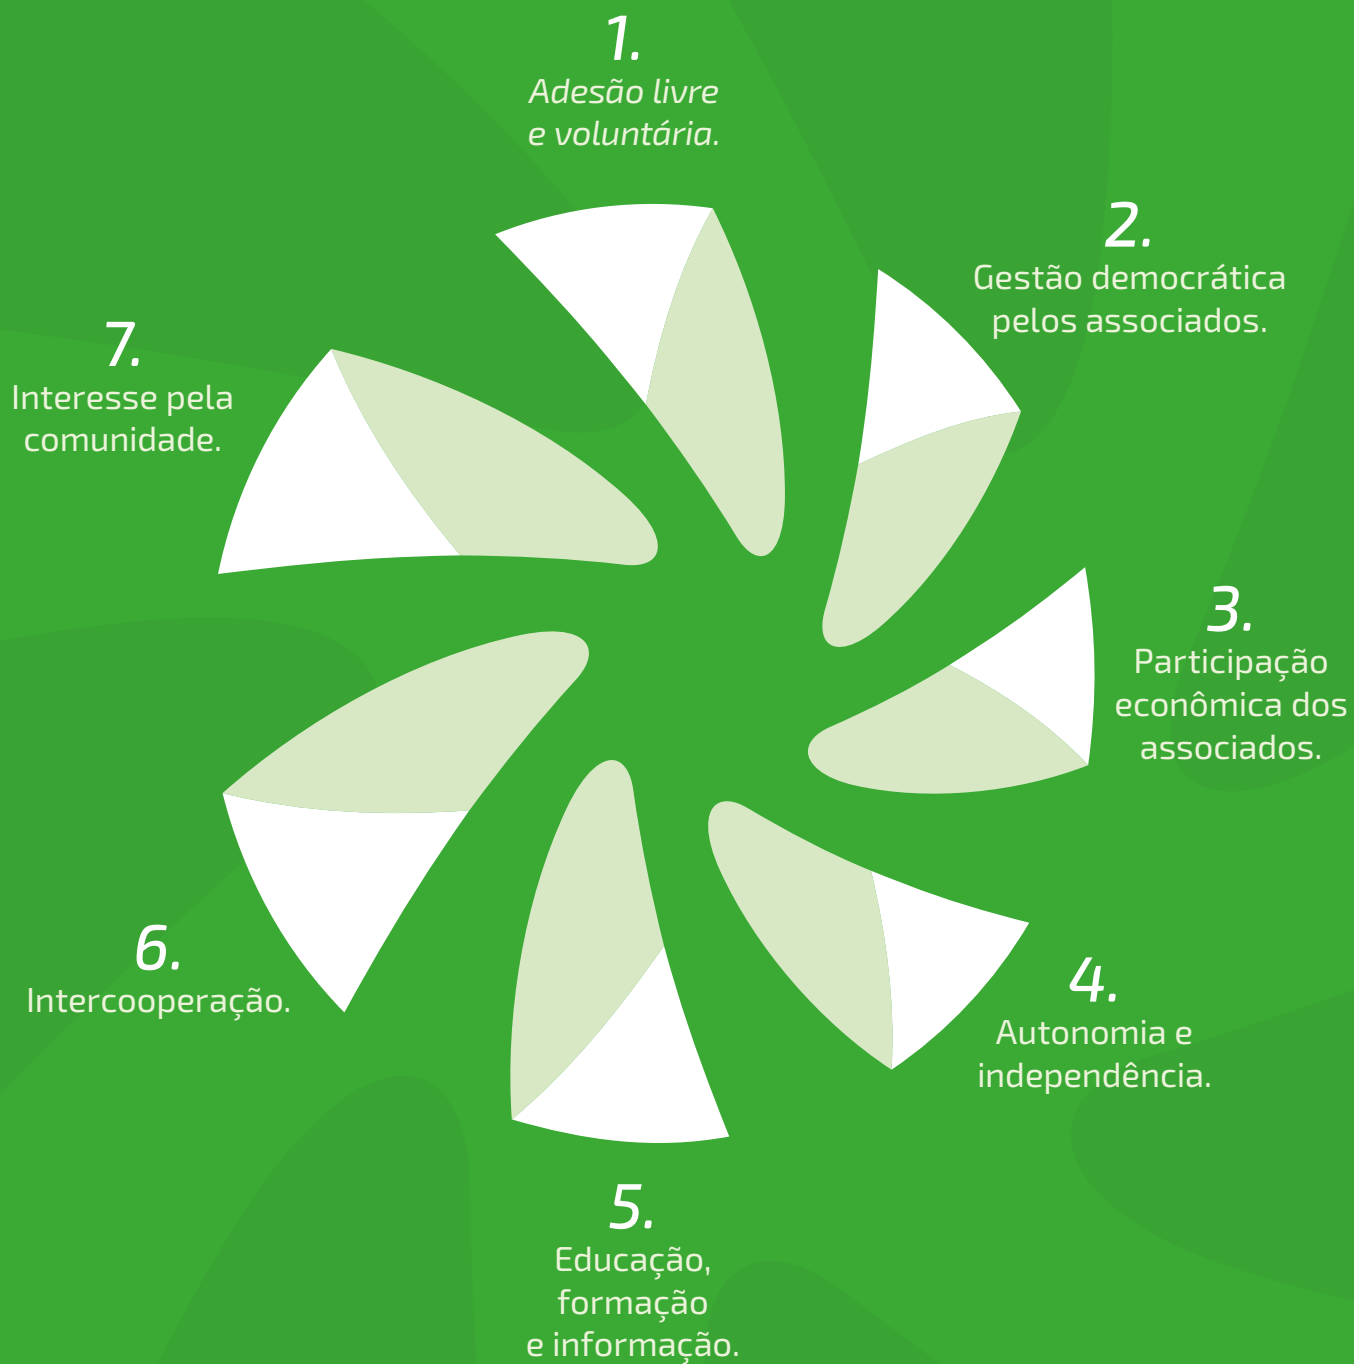 1.
Adesão livre
e voluntária.
2.
Gestão democrática
pelos associados.
3.
Participação
econômica dos
associados.
4.
Autonomia e
independência.
5.
Educação,
formação
e informação.
6.
Intercooperação.
7.
Interesse pela
comunidade.